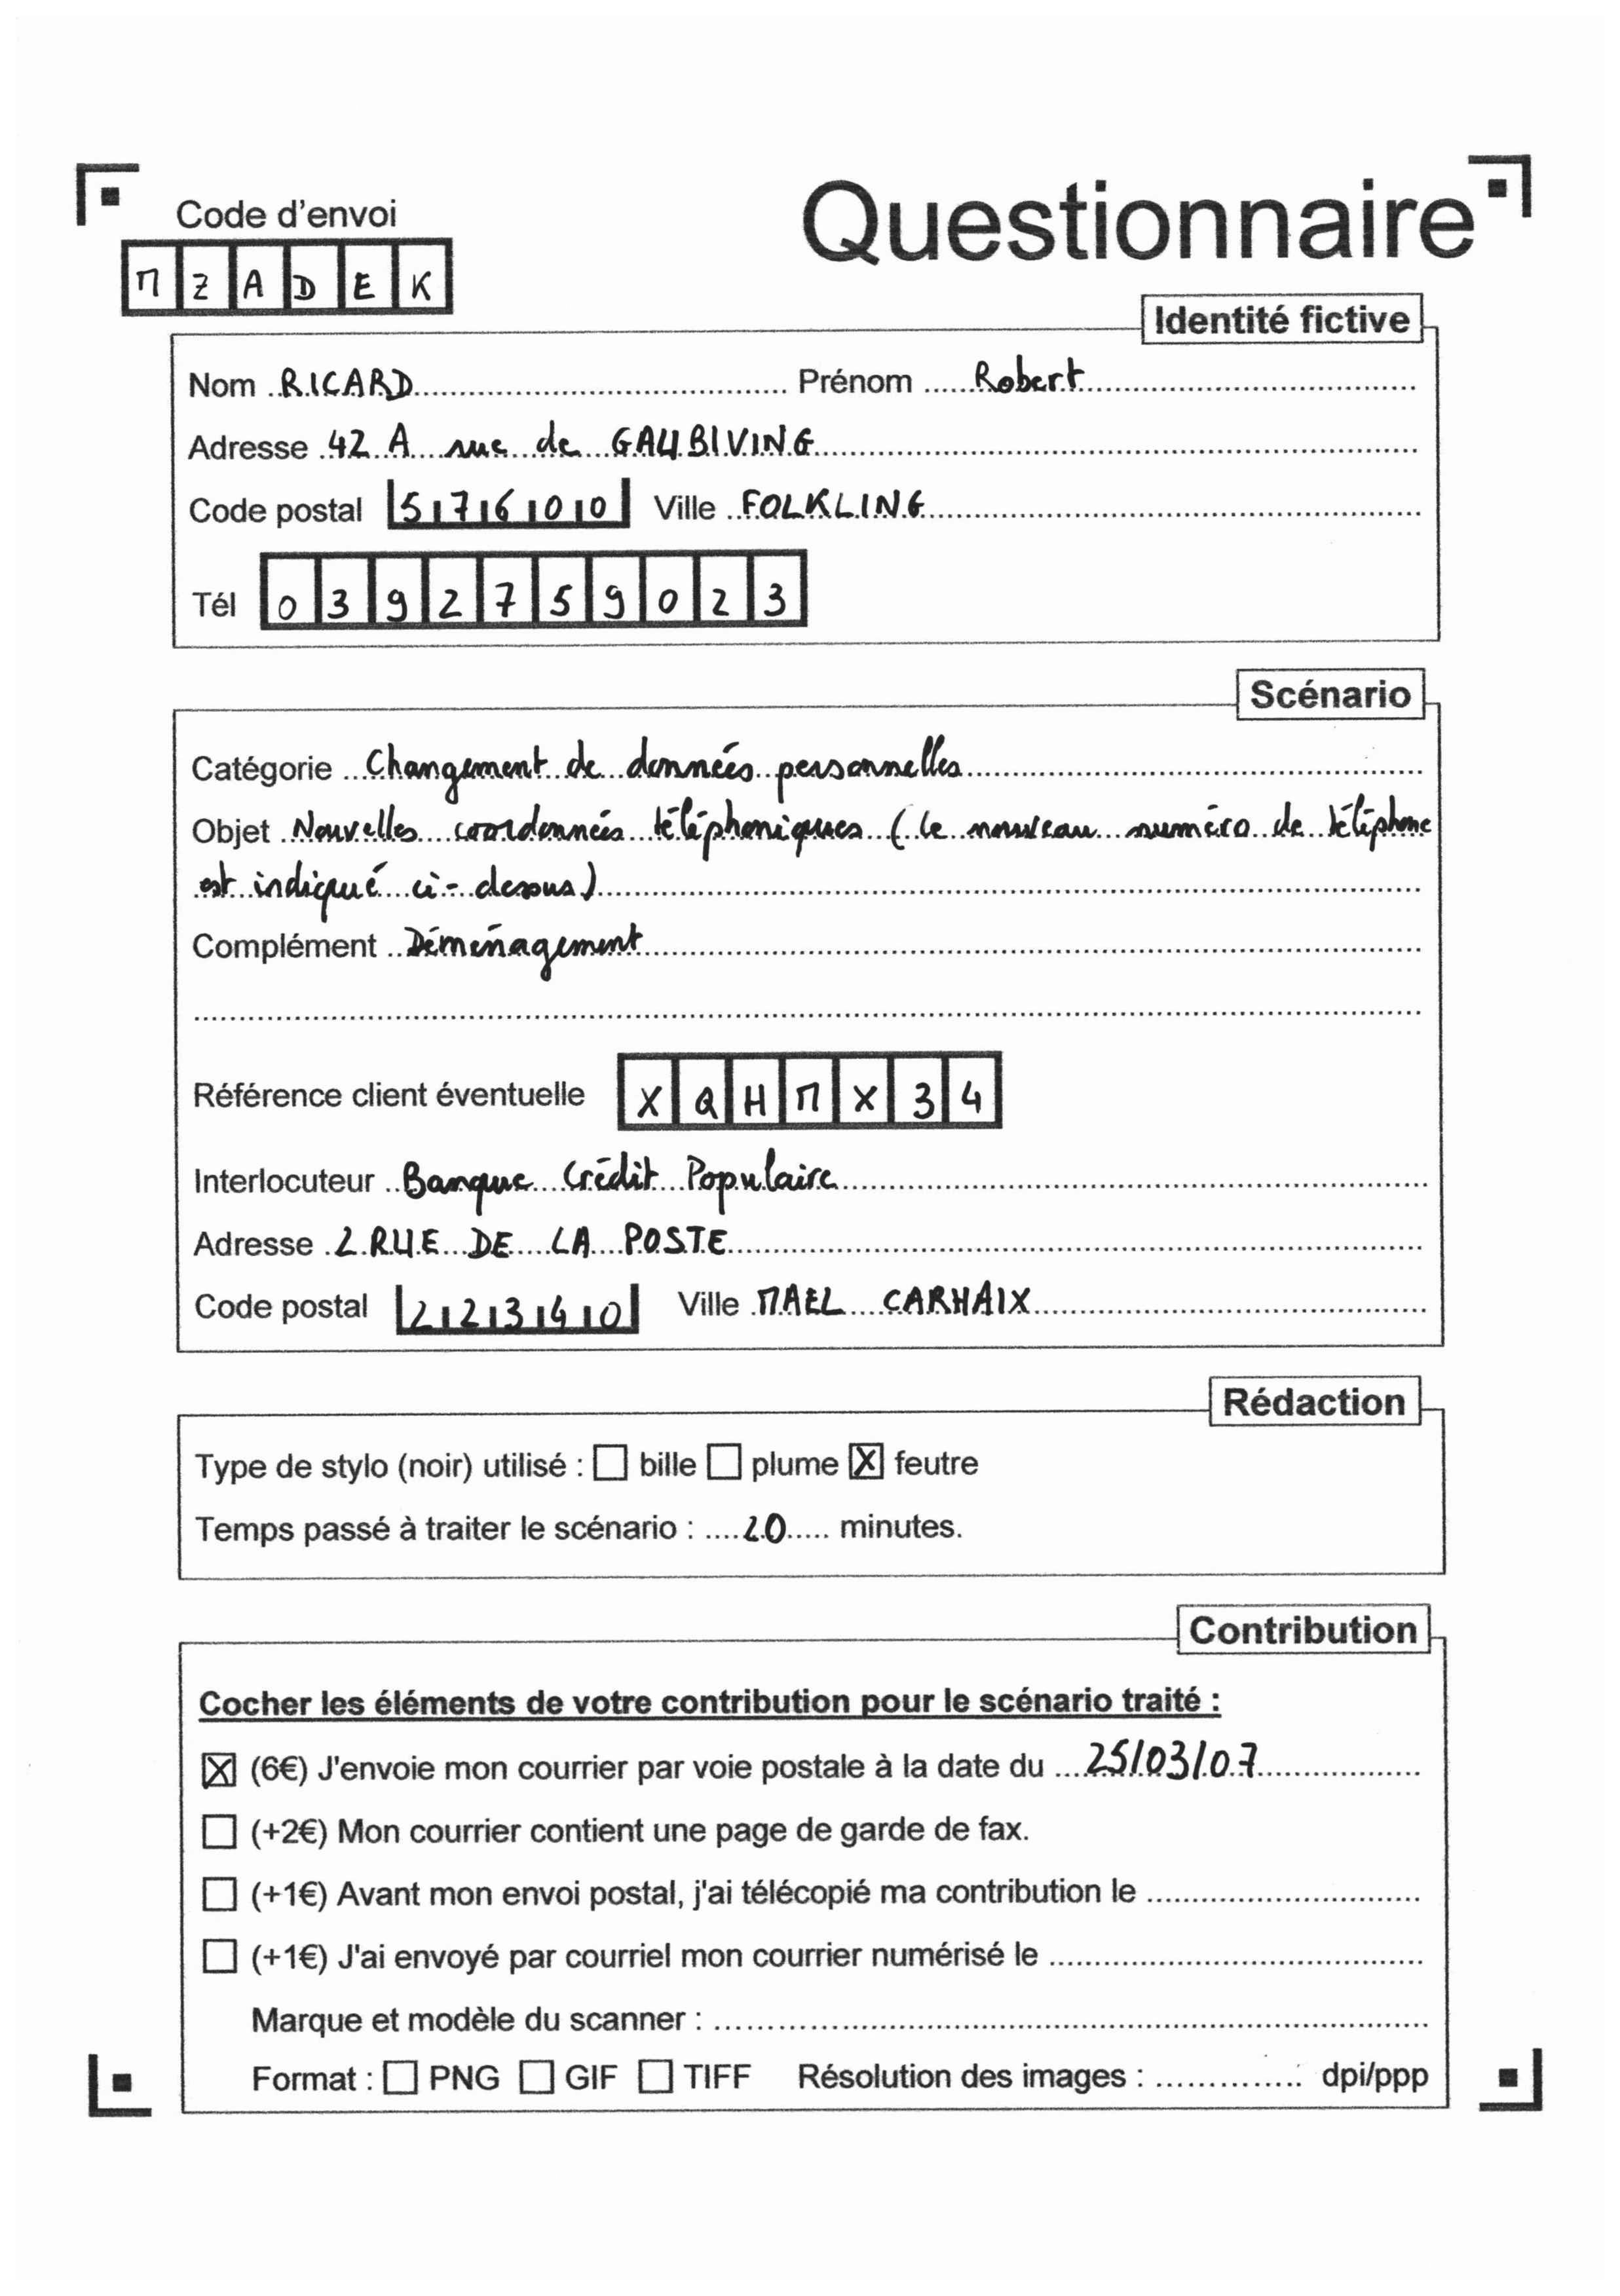 Code d'envoi
Questionnaire
MZADEK
Identité fictive
Nom RICARD Prénom Robert
Adresse 42 A rue de GAUBIVING
Code postal 57600 Ville FOLKLING
Tél 0392759023
Scénario
Catégorie Changement de données personnelles
Objet Nouvelles coordonnées téléphoniques (le nouveau numéro de téléphone
est indiqué ci-dessus)
Complément Déménagement
Référence client éventuelle XQHMX34
Interlocuteur Banque Crédit Populaire
Adresse 2 RUE DE LA POSTE
Code postal 22340 Ville MAEL CARHAIX
Rédaction
Type de stylo (noir) utilisé : ☐ bille ☐ plume ☒ feutre
Temps passé à traiter le scénario : 20 minutes.
Contribution
Cocher les éléments de votre contribution pour le scénario traité :
☒ (6€) J'envoie mon courrier par voie postale à la date du 25/03/07
☐ (+2€) Mon courrier contient une page de garde de fax.
☐ (+1€) Avant mon envoi postal, j'ai télécopié ma contribution le
☐ (+1€) J'ai envoyé par courriel mon courrier numérisé le
Marque et modèle du scanner :
Format : ☐ PNG ☐ GIF ☐ TIFF Résolution des images : dpi/ppp